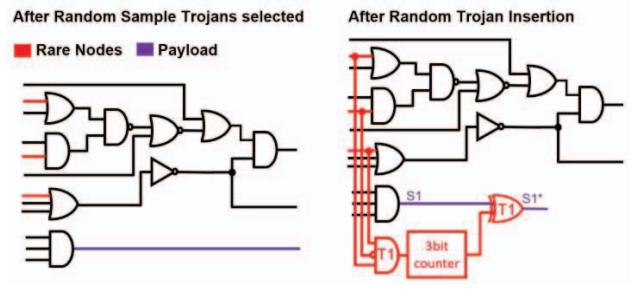 After Random Sample Trojans selected
Rare Nodes
Payload
After Random Trojan Insertion
S1
T1
S1*
T1
3bit
counter